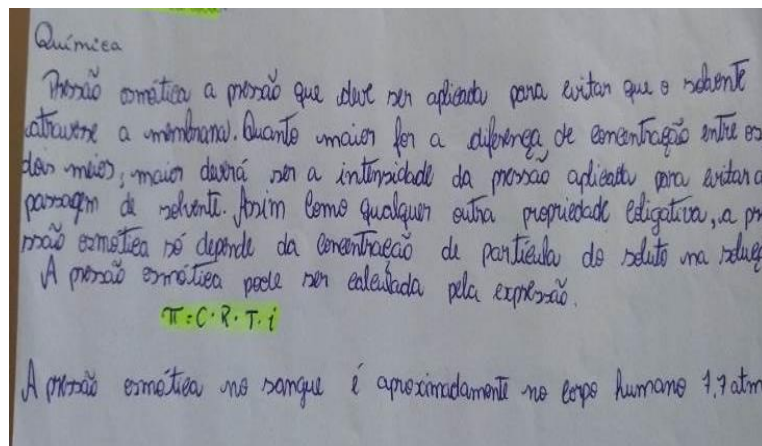 Química
Pressão osmótica a pressão que deve ser aplicada para evitar que o solvente
atravesse a membrana. Quanto maior for a diferença de concentração entre os
dois meios, maior deverá ser a intensidade da pressão aplicada para evitar a
passagem de solvente. Assim como qualquer outra propriedade coligativa, a pr
ssão osmótica só depende da concentração de partícula do soluto na soluç
A pressão osmótica pode ser calculada pela expressão.
π = C · R · T · i
A pressão osmótica no sangue é aproximadamente no corpo humano 7,7 atm